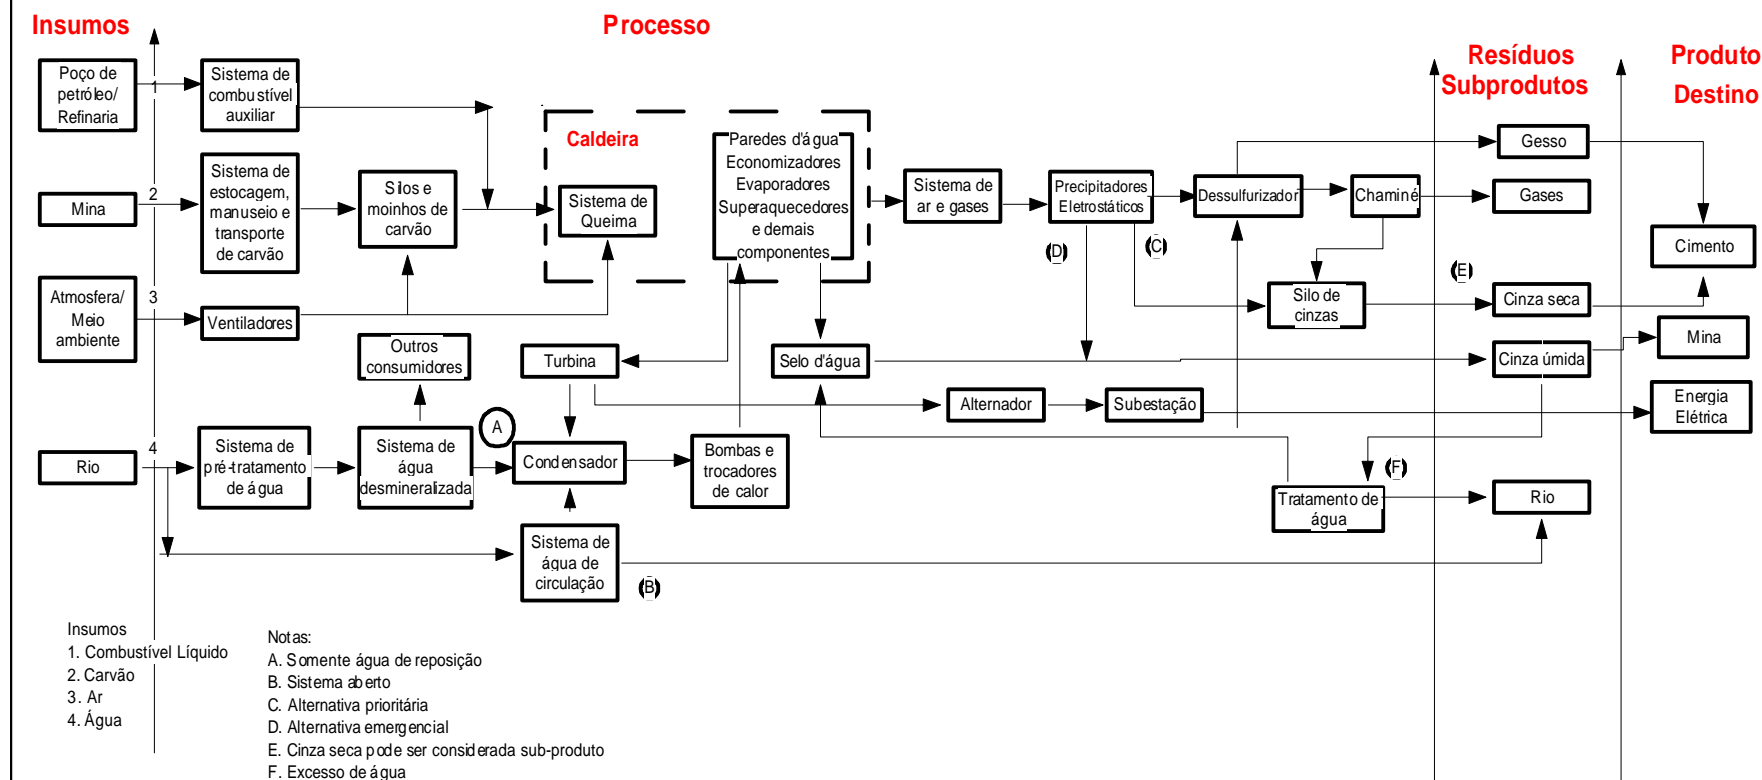 Insumos
Processo
Resíduos
Subprodutos
Produto
Destino
Poço de
petróleo/
Refinaria
1
Sistema de
combustível
auxiliar
Caldeira
Paredes d'água
Economizadores
Evaporadores
Superaquecedores
e demais
componentes
Gesso
Mina
2
Sistema de
estocagem,
manuseio e
transporte
de carvão
Silos e
moinhos de
carvão
Sistema de
Queima
Sistema de
ar e gases
Precipitadores
Eletrostáticos
Dessulfurizador
Chaminé
Gases
(D)
(C)
Cimento
Atmosfera/
Meio
ambiente
3
Ventiladores
Silo de
cinzas
(E)
Cinza seca
Outros
consumidores
Turbina
Selo d'água
Cinza úmida
Mina
Alternador
Subestação
Energia
Elétrica
Rio
4
Sistema de
pré-tratamento
de água
Sistema de
água
desmineralizada
A
Condensador
Bombas e
trocadores
de calor
(F)
Tratamento de
água
Rio
Sistema de
água de
circulação
(B)
Insumos
1. Combustível Líquido
2. Carvão
3. Ar
4. Água
Notas:
A. Somente água de reposição
B. Sistema aberto
C. Alternativa prioritária
D. Alternativa emergencial
E. Cinza seca pode ser considerada sub-produto
F. Excesso de água